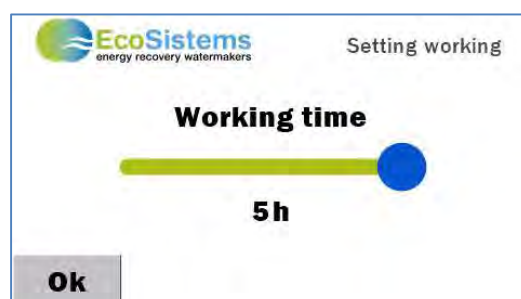 EcoSistems
energy recovery watermakers
Setting working
Working time
5h
Ok